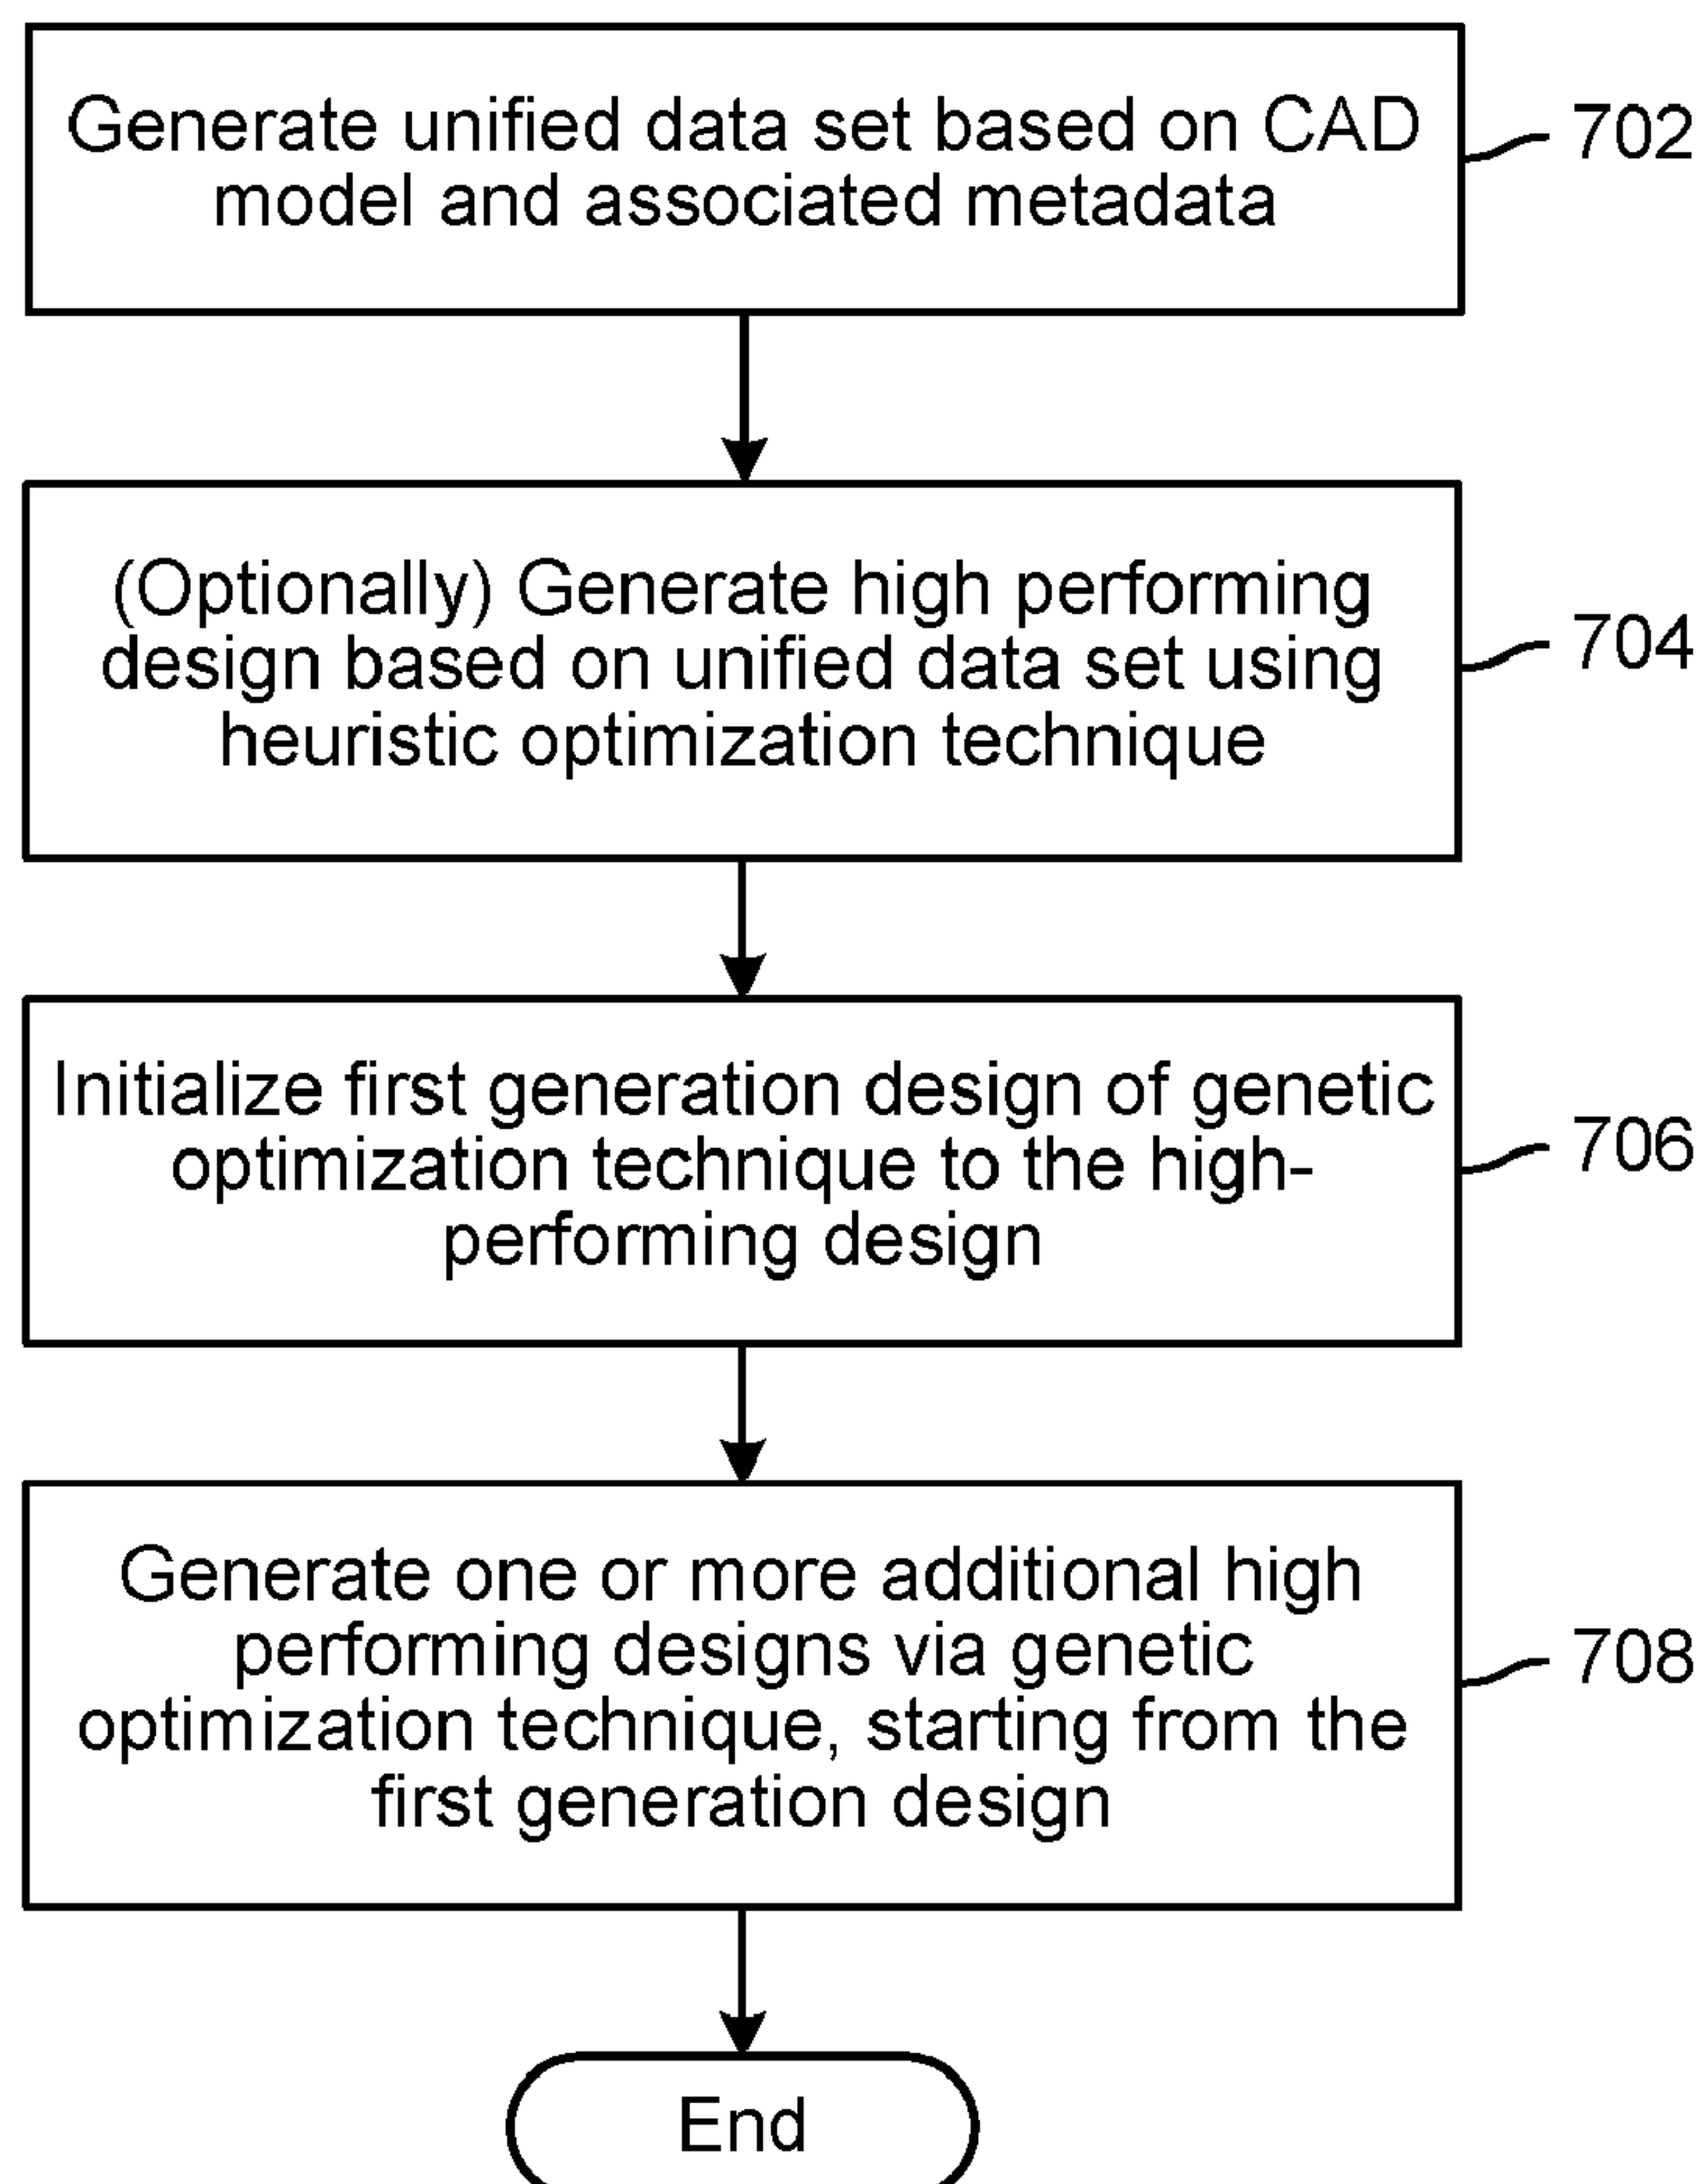 Generate unified data set based on CAD
model and associated metadata
702
(Optionally) Generate high performing
design based on unified data set using
heuristic optimization technique
704
Initialize first generation design of genetic
optimization technique to the high-
performing design
706
Generate one or more additional high
performing designs via genetic
optimization technique, starting from the
first generation design
708
End